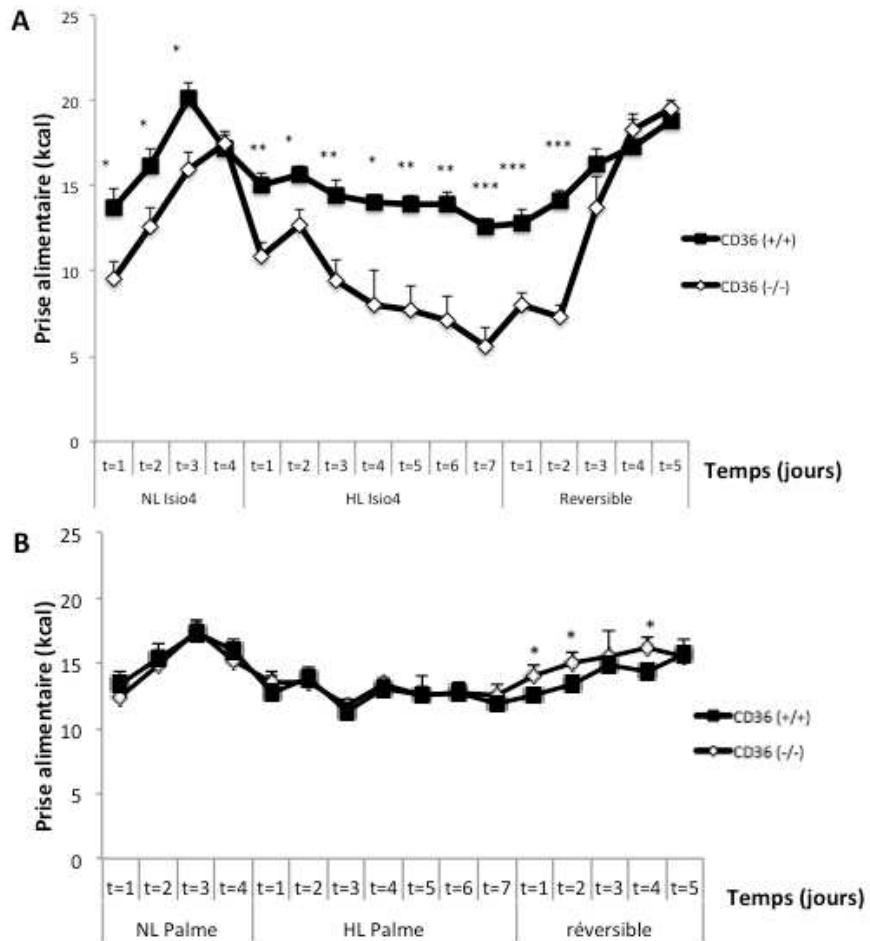 A
Prise alimentaire (kcal)
25
20
15
10
5
0
* * * ** * ** * ** ** *** *** ***
CD36 (+/+)
CD36 (-/-)
t=1 t=2 t=3 t=4 t=1 t=2 t=3 t=4 t=5 t=6 t=7 t=1 t=2 t=3 t=4 t=5
NL Isio4 HL Isio4 Reversible
Temps (jours)
B
Prise alimentaire (kcal)
25
20
15
10
5
0
* * *
CD36 (+/+)
CD36 (-/-)
t=1 t=2 t=3 t=4 t=1 t=2 t=3 t=4 t=5 t=6 t=7 t=1 t=2 t=3 t=4 t=5
NL Palme HL Palme réversible
Temps (jours)